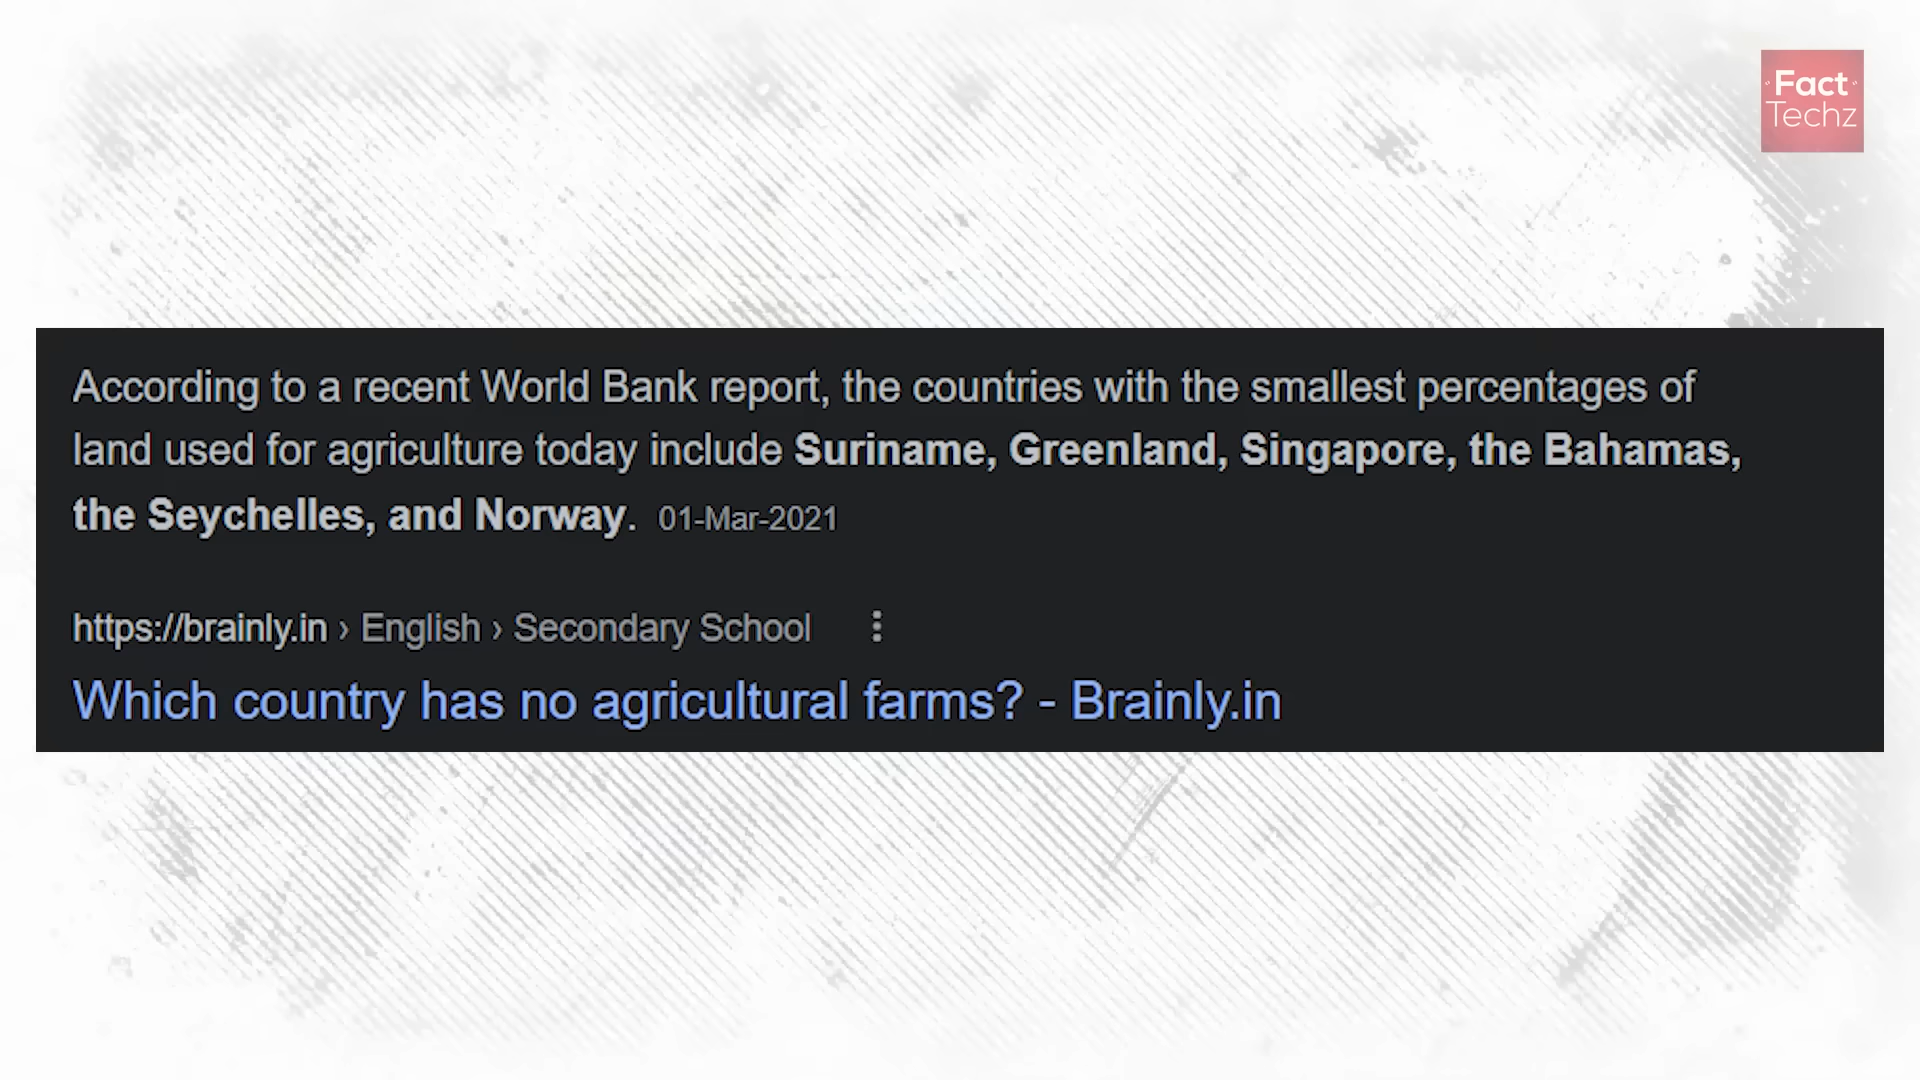 Fact
Techz
According to a recent World Bank report, the countries with the smallest percentages of
land used for agriculture today include Suriname, Greenland, Singapore, the Bahamas,
the Seychelles, and Norway. 01-Mar-2021
https://brainly.in › English › Secondary School
Which country has no agricultural farms? - Brainly.in